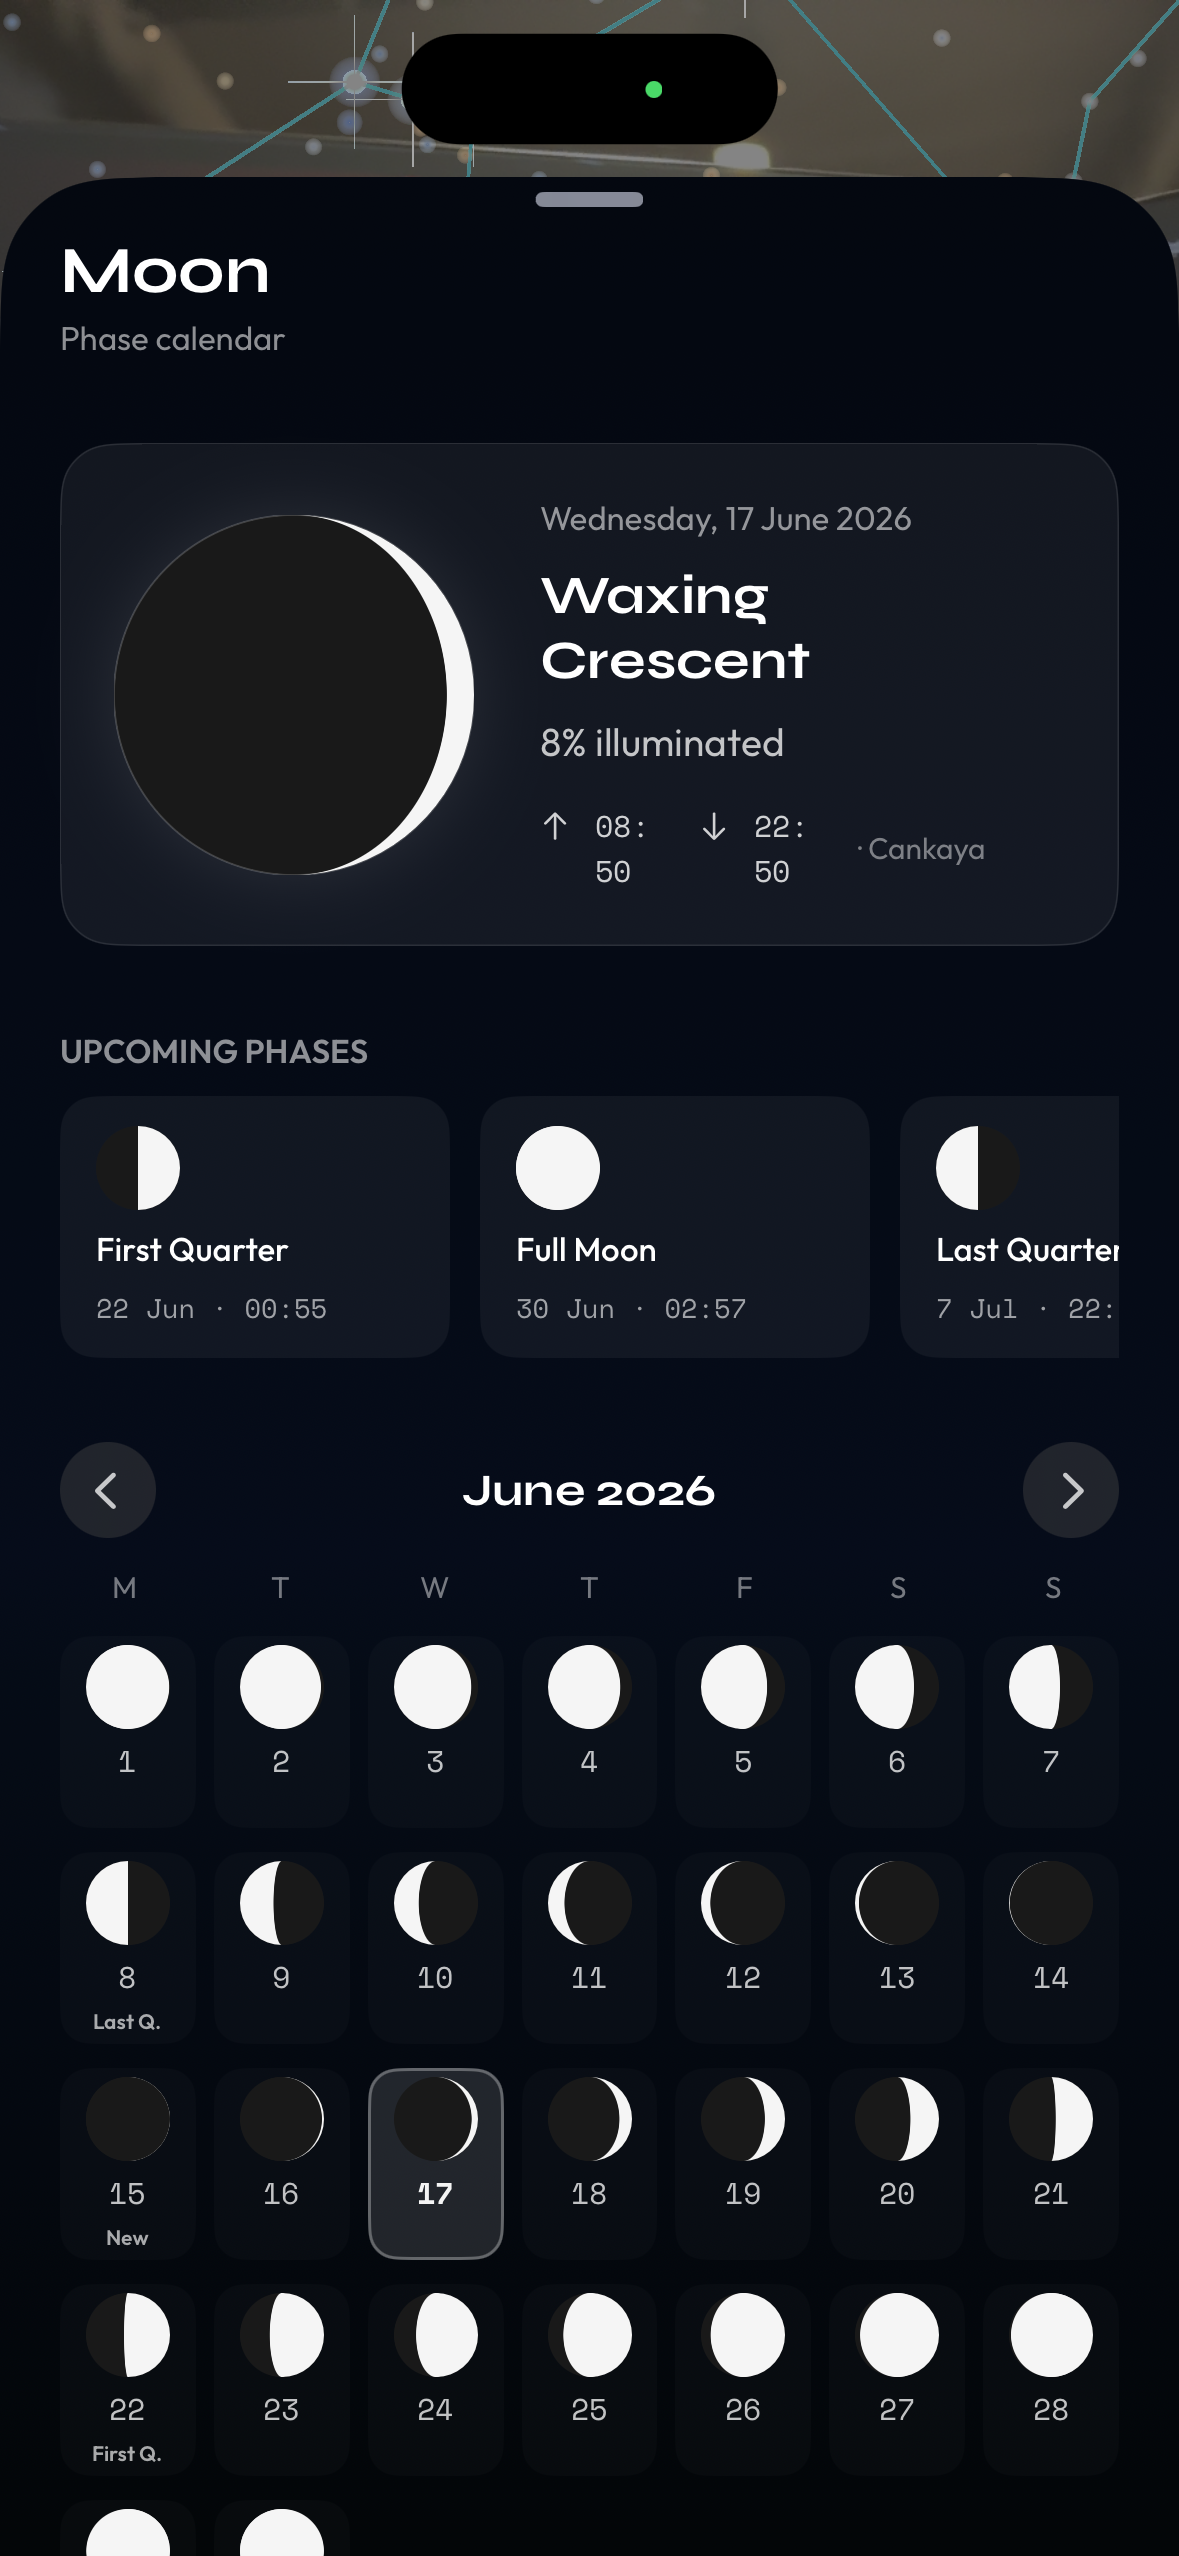 Moon
Phase calendar
Wednesday, 17 June 2026
Waxing
Crescent
8% illuminated
↑ 08:50 ↓ 22:50 · Cankaya
UPCOMING PHASES
First Quarter
22 Jun · 00:55
Full Moon
30 Jun · 02:57
Last Quarter
7 Jul · 22:
June 2026
M T W T F S S
1 2 3 4 5 6 7
8 9 10 11 12 13 14
Last Q.
15 16 17 18 19 20 21
New
22 23 24 25 26 27 28
First Q.